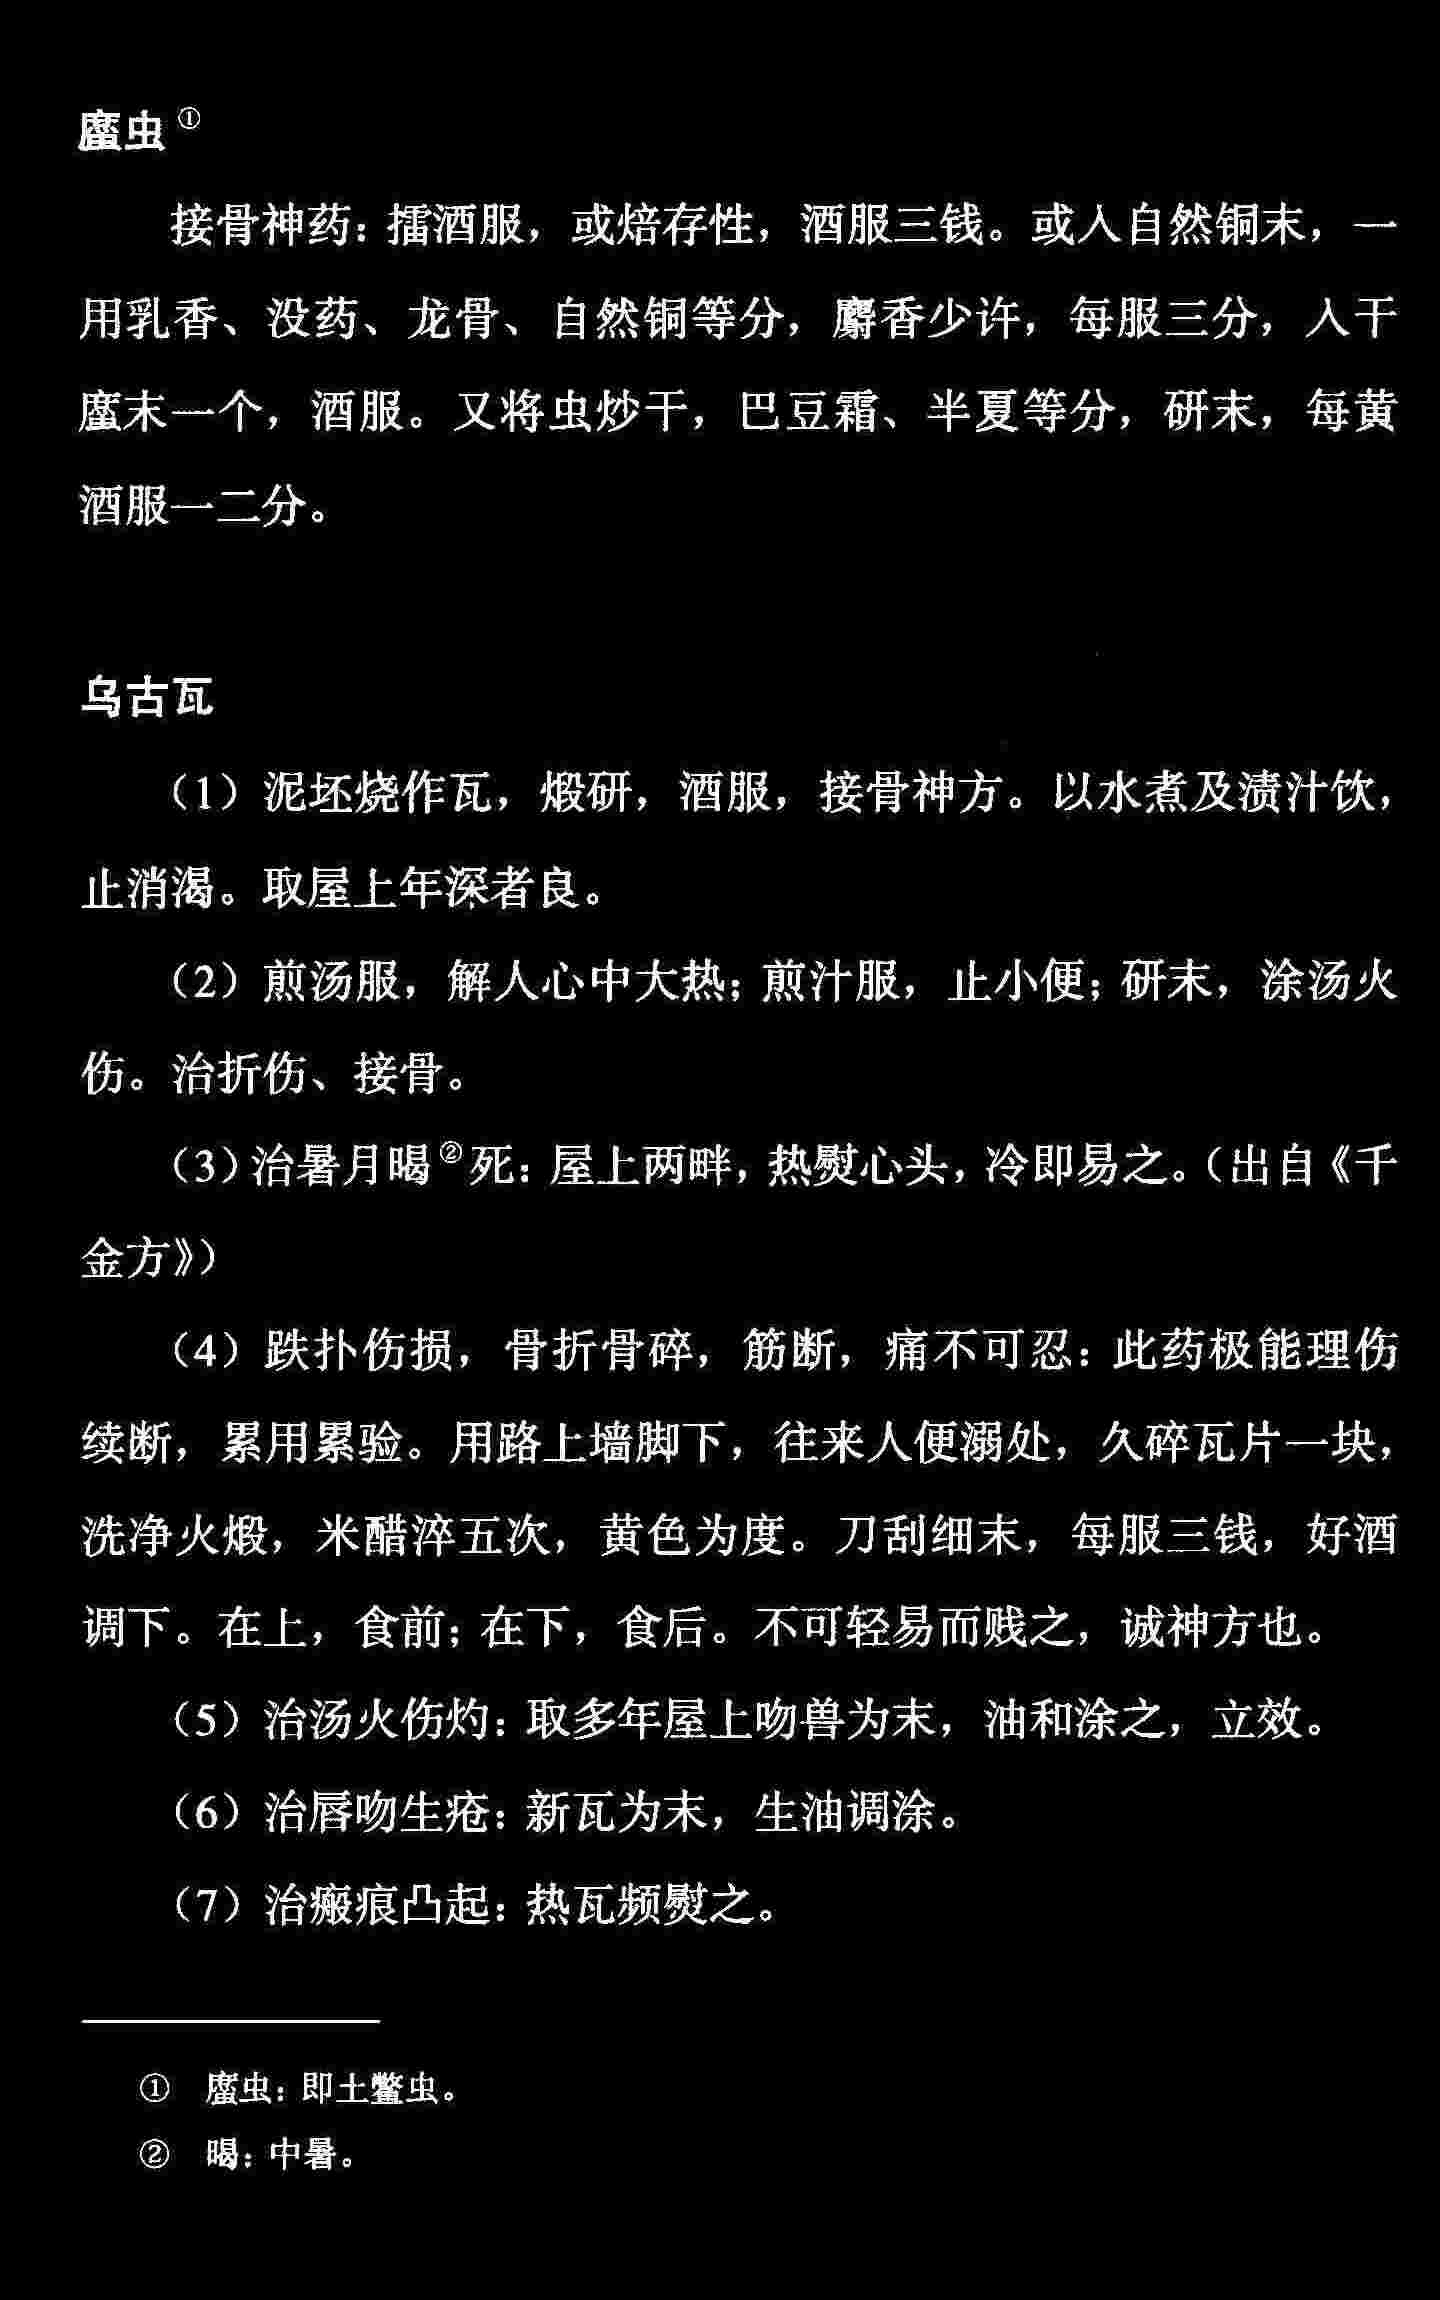 䗪虫①
接骨神药：擂酒服，或焙存性，酒服三钱。或入自然铜末，一
用乳香、没药、龙骨、自然铜等分，麝香少许，每服三分，入干
䗪末一个，酒服。又将虫炒干，巴豆霜、半夏等分，研末，每黄
酒服一二分。
乌古瓦
（1）泥坯烧作瓦，煅研，酒服，接骨神方。以水煮及渍汁饮，
止消渴。取屋上年深者良。
（2）煎汤服，解人心中大热；煎汁服，止小便；研末，涂汤火
伤。治折伤、接骨。
（3）治暑月暍②死：屋上两畔，热熨心头，冷即易之。（出自《千
金方》）
（4）跌扑伤损，骨折骨碎，筋断，痛不可忍：此药极能理伤
续断，累用累验。用路上墙脚下，往来人便溺处，久碎瓦片一块，
洗净火煅，米醋淬五次，黄色为度。刀刮细末，每服三钱，好酒
调下。在上，食前；在下，食后。不可轻易而贱之，诚神方也。
（5）治汤火伤灼：取多年屋上吻兽为末，油和涂之，立效。
（6）治唇吻生疮：新瓦为末，生油调涂。
（7）治瘢痕凸起：热瓦频熨之。
① 䗪虫：即土鳖虫。
② 暍：中暑。